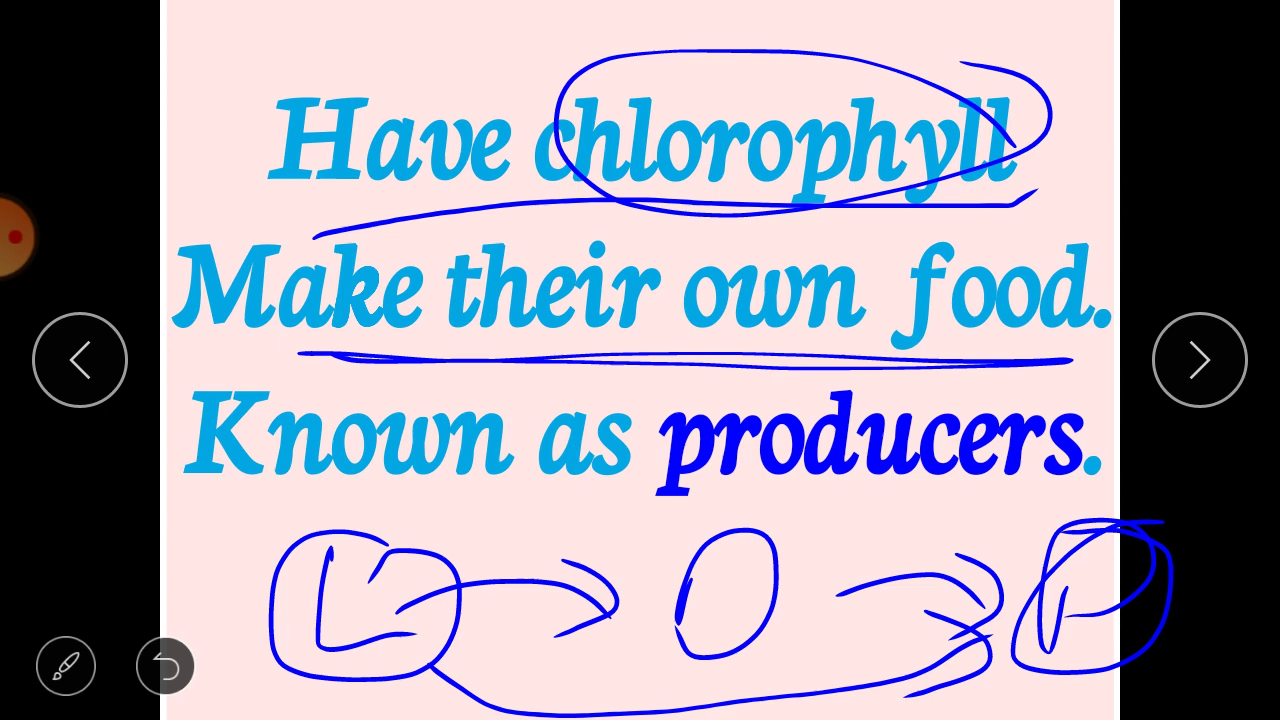 Have chlorophyll
Make their own food.
Known as producers.
L O P